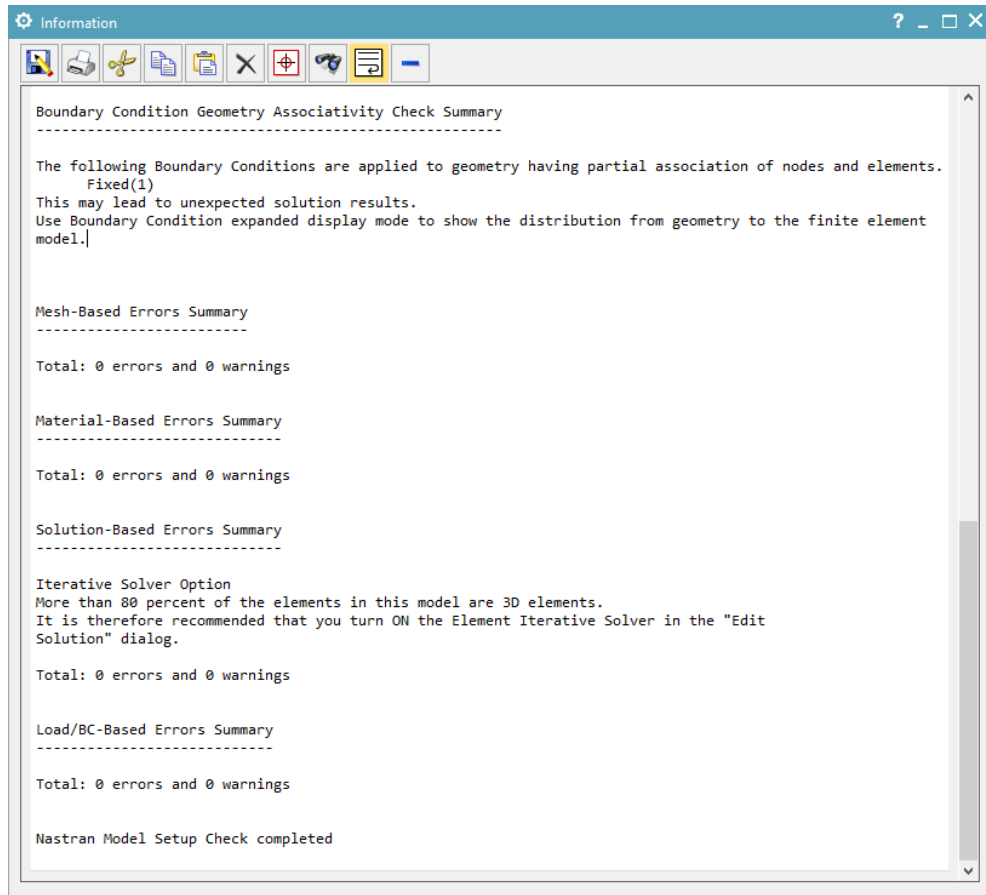 Information
Boundary Condition Geometry Associativity Check Summary
--------------------------------------------------------
The following Boundary Conditions are applied to geometry having partial association of nodes and elements.
Fixed(1)
This may lead to unexpected solution results.
Use Boundary Condition expanded display mode to show the distribution from geometry to the finite element
model.
Mesh-Based Errors Summary
-------------------------
Total: 0 errors and 0 warnings
Material-Based Errors Summary
-----------------------------
Total: 0 errors and 0 warnings
Solution-Based Errors Summary
-----------------------------
Iterative Solver Option
More than 80 percent of the elements in this model are 3D elements.
It is therefore recommended that you turn ON the Element Iterative Solver in the "Edit
Solution" dialog.
Total: 0 errors and 0 warnings
Load/BC-Based Errors Summary
----------------------------
Total: 0 errors and 0 warnings
Nastran Model Setup Check completed